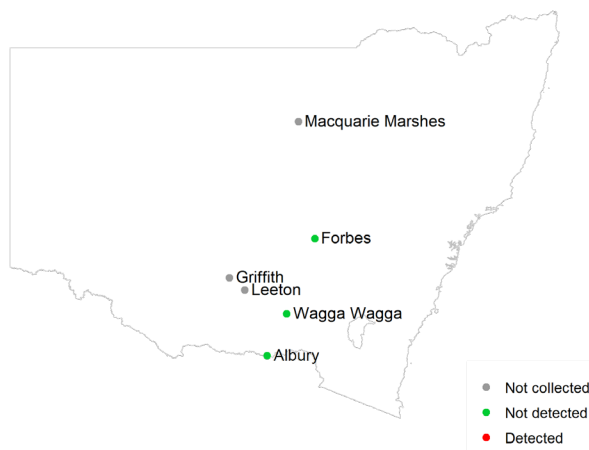 Macquarie Marshes
Forbes
Griffith
Leeton
Wagga Wagga
Albury
Not collected
Not detected
Detected